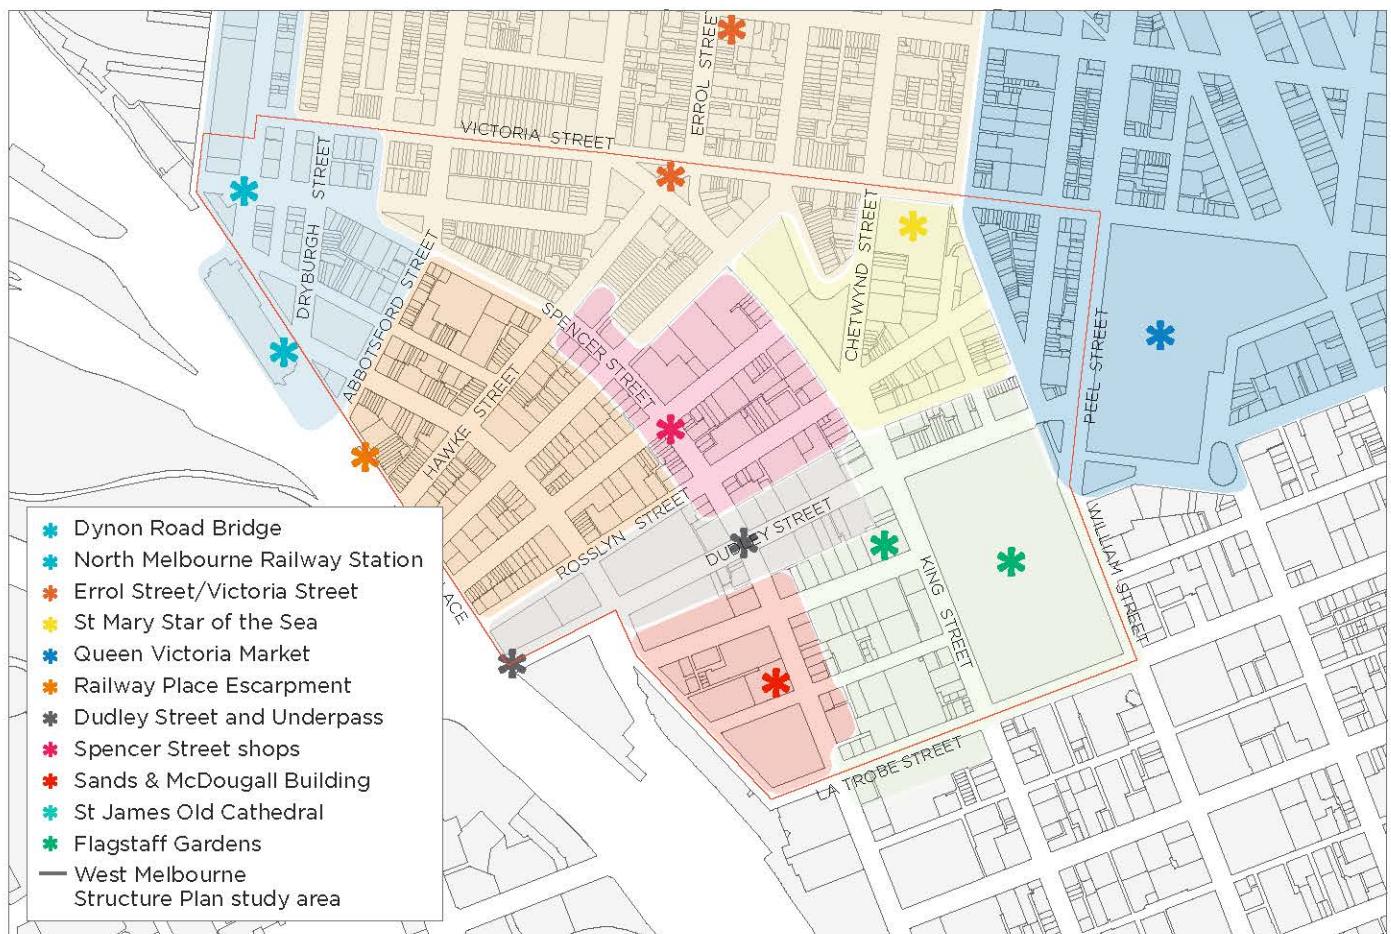 ERROL STREET
VICTORIA STREET
DRYBURGH STREET
ABBOTSFORD STREET
HAWKE STREET
SPENCER STREET
CHETWYND STREET
PEEL STREET
ROSSLYN STREET
DUDLEY STREET
KING STREET
WILLIAM STREET
LA TROBE STREET
ACE
Dynon Road Bridge
North Melbourne Railway Station
Errol Street/Victoria Street
St Mary Star of the Sea
Queen Victoria Market
Railway Place Escarpment
Dudley Street and Underpass
Spencer Street shops
Sands & McDougall Building
St James Old Cathedral
Flagstaff Gardens
West Melbourne
Structure Plan study area